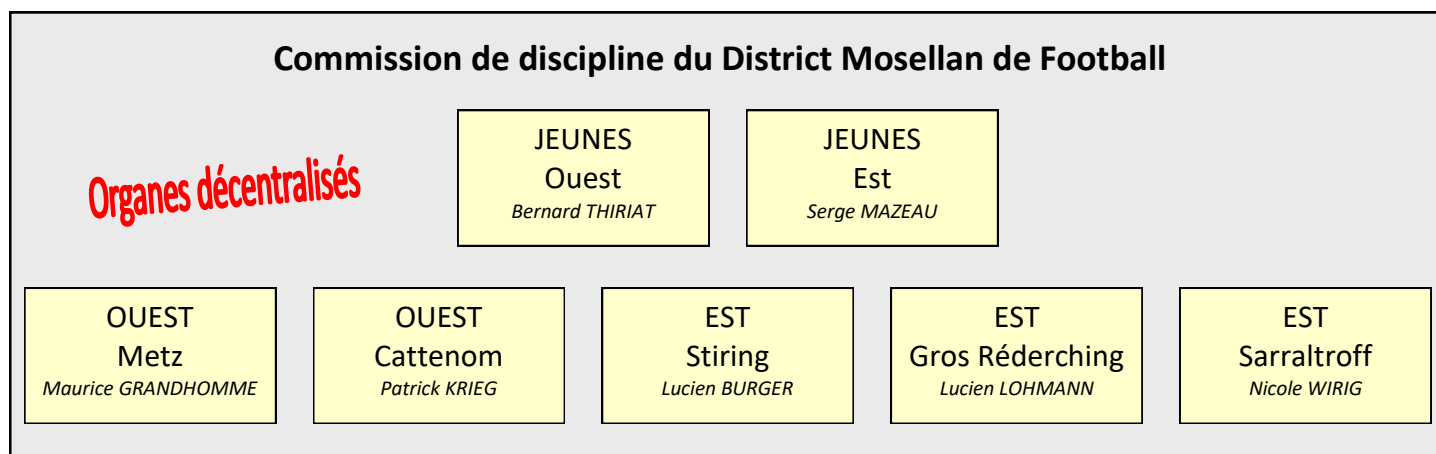 Commission de discipline du District Mosellan de Football
Organes décentralisés
JEUNES
Ouest
Bernard THIRIAT
JEUNES
Est
Serge MAZEAU
OUEST
Metz
Maurice GRANDHOMME
OUEST
Cattenom
Patrick KRIEG
EST
Stiring
Lucien BURGER
EST
Gros Réderching
Lucien LOHMANN
EST
Sarraltroff
Nicole WIRIG